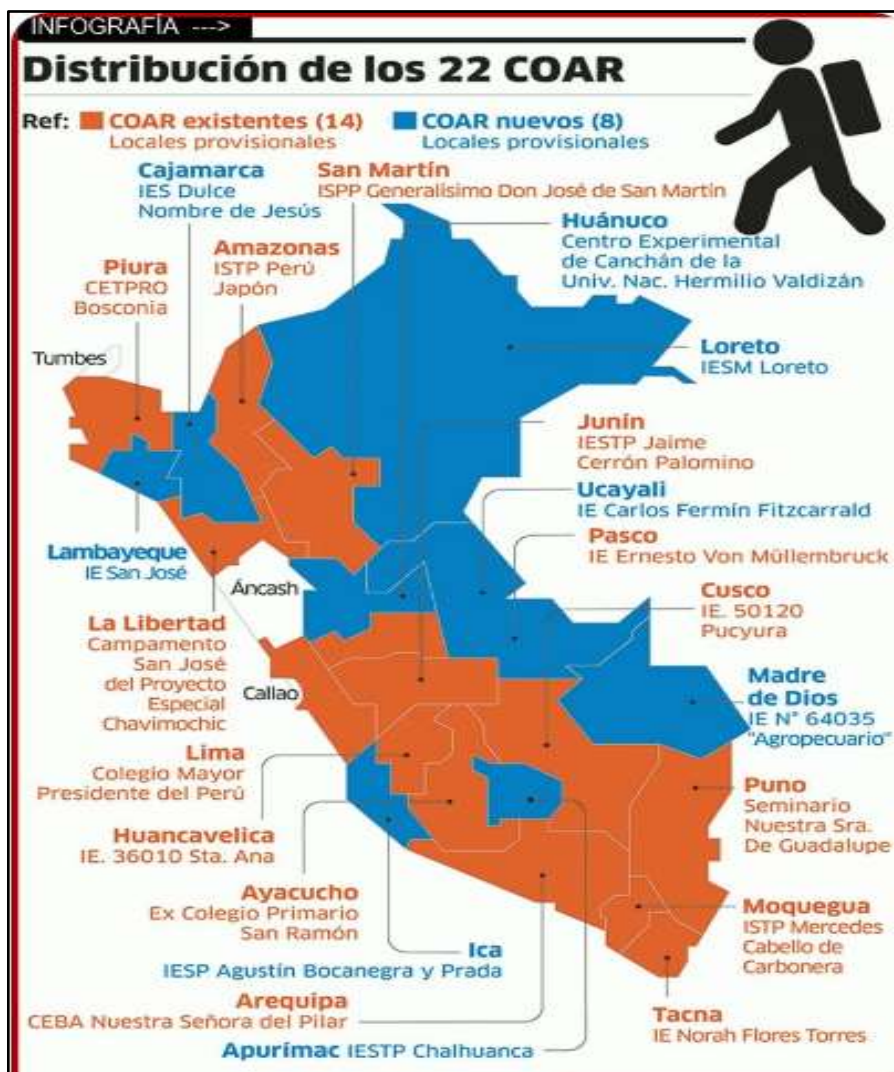 INFOGRAFÍA --->
Distribución de los 22 COAR
Ref: COAR existentes (14)
Locales provisionales
COAR nuevos (8)
Locales provisionales
Cajamarca
IES Dulce
Nombre de Jesús
San Martín
ISPP Generalísimo Don José de San Martín
Huánuco
Centro Experimental
de Canchán de la
Univ. Nac. Hermilio Valdizán
Amazonas
ISTP Perú
Japón
Piura
CETPRO
Bosconia
Tumbes
Loreto
IESM Loreto
Junín
IESTP Jaime
Cerrón Palomino
Ucayali
IE Carlos Fermín Fitzcarrald
Pasco
IE Ernesto Von Müllembruck
Lambayeque
IE San José
Áncash
Cusco
IE. 50120
Pucyura
La Libertad
Campamento
San José
del Proyecto
Especial
Chavimochic
Callao
Madre
de Dios
IE N° 64035
"Agropecuario"
Lima
Colegio Mayor
Presidente del Perú
Puno
Seminario
Nuestra Sra.
De Guadalupe
Huancavelica
IE. 36010 Sta. Ana
Ayacucho
Ex Colegio Primario
San Ramón
Moquegua
ISTP Mercedes
Cabello de
Carbonera
Ica
IESP Agustín Bocanegra y Prada
Arequipa
CEBA Nuestra Señora del Pilar
Tacna
IE Norah Flores Torres
Apurímac IESTP Chalhuanca